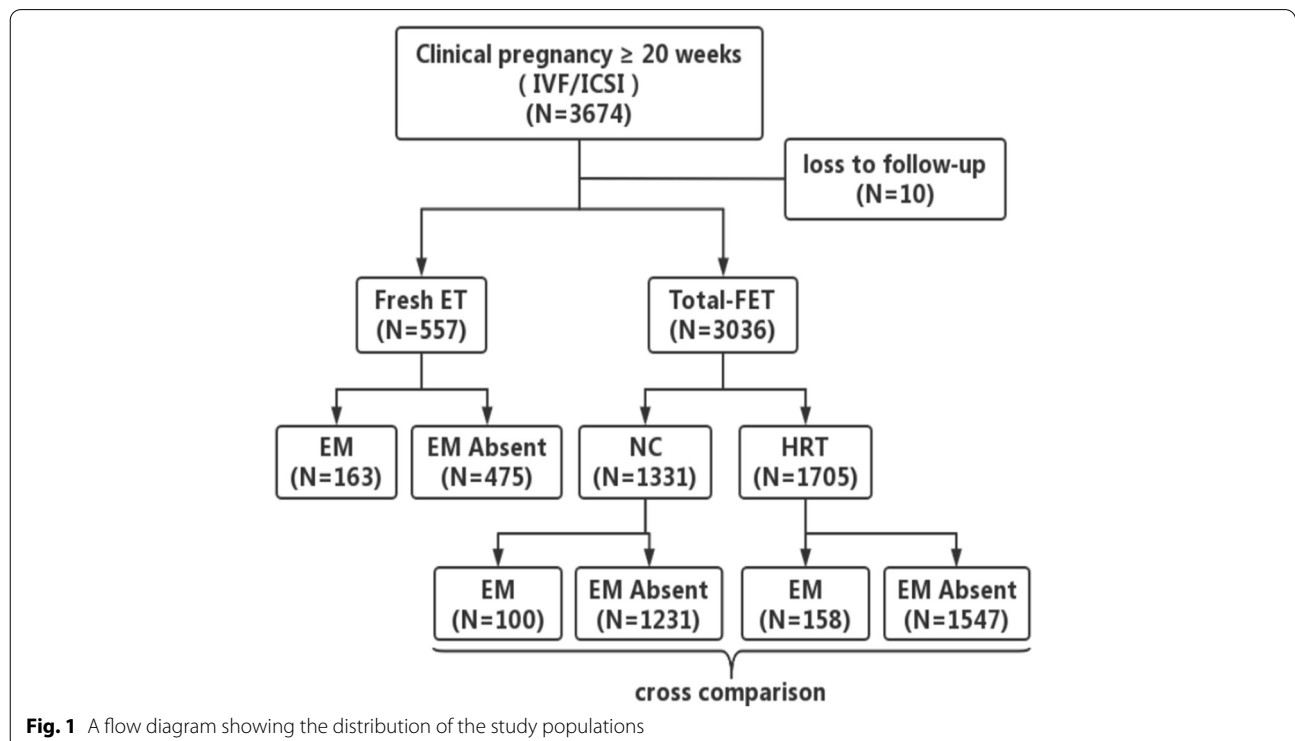 Clinical pregnancy ≥ 20 weeks
( IVF/ICSI )
(N=3674)
loss to follow-up
(N=10)
Fresh ET
(N=557)
Total-FET
(N=3036)
EM
(N=163)
EM Absent
(N=475)
NC
(N=1331)
HRT
(N=1705)
EM
(N=100)
EM Absent
(N=1231)
EM
(N=158)
EM Absent
(N=1547)
cross comparison
Fig. 1 A flow diagram showing the distribution of the study populations